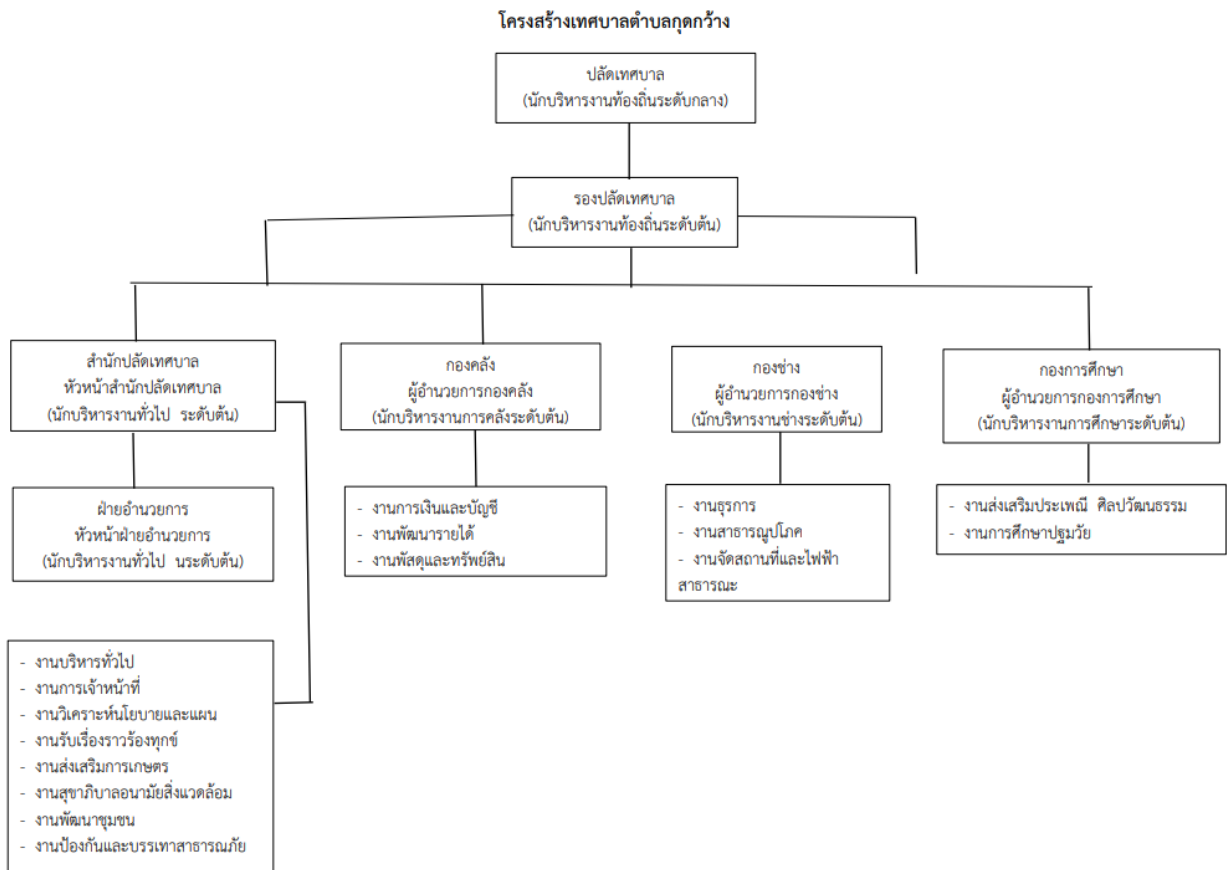 โครงสร้างเทศบาลตำบลกุดกว้าง
ปลัดเทศบาล
(นักบริหารงานท้องถิ่นระดับกลาง)
รองปลัดเทศบาล
(นักบริหารงานท้องถิ่นระดับต้น)
สำนักปลัดเทศบาล
หัวหน้าสำนักปลัดเทศบาล
(นักบริหารงานทั่วไป ระดับต้น)
กองคลัง
ผู้อำนวยการกองคลัง
(นักบริหารงานการคลังระดับต้น)
กองช่าง
ผู้อำนวยการกองช่าง
(นักบริหารงานช่างระดับต้น)
กองการศึกษา
ผู้อำนวยการกองการศึกษา
(นักบริหารงานการศึกษาระดับต้น)
ฝ่ายอำนวยการ
หัวหน้าฝ่ายอำนวยการ
(นักบริหารงานทั่วไป นระดับต้น)
- งานการเงินและบัญชี
- งานพัฒนารายได้
- งานพัสดุและทรัพย์สิน
- งานธุรการ
- งานสาธารณูปโภค
- งานจัดสถานที่และไฟฟ้า
สาธารณะ
- งานส่งเสริมประเพณี ศิลปวัฒนธรรม
- งานการศึกษาปฐมวัย
- งานบริหารทั่วไป
- งานการเจ้าหน้าที่
- งานวิเคราะห์นโยบายและแผน
- งานรับเรื่องราวร้องทุกข์
- งานส่งเสริมการเกษตร
- งานสุขาภิบาลอนามัยสิ่งแวดล้อม
- งานพัฒนาชุมชน
- งานป้องกันและบรรเทาสาธารณภัย